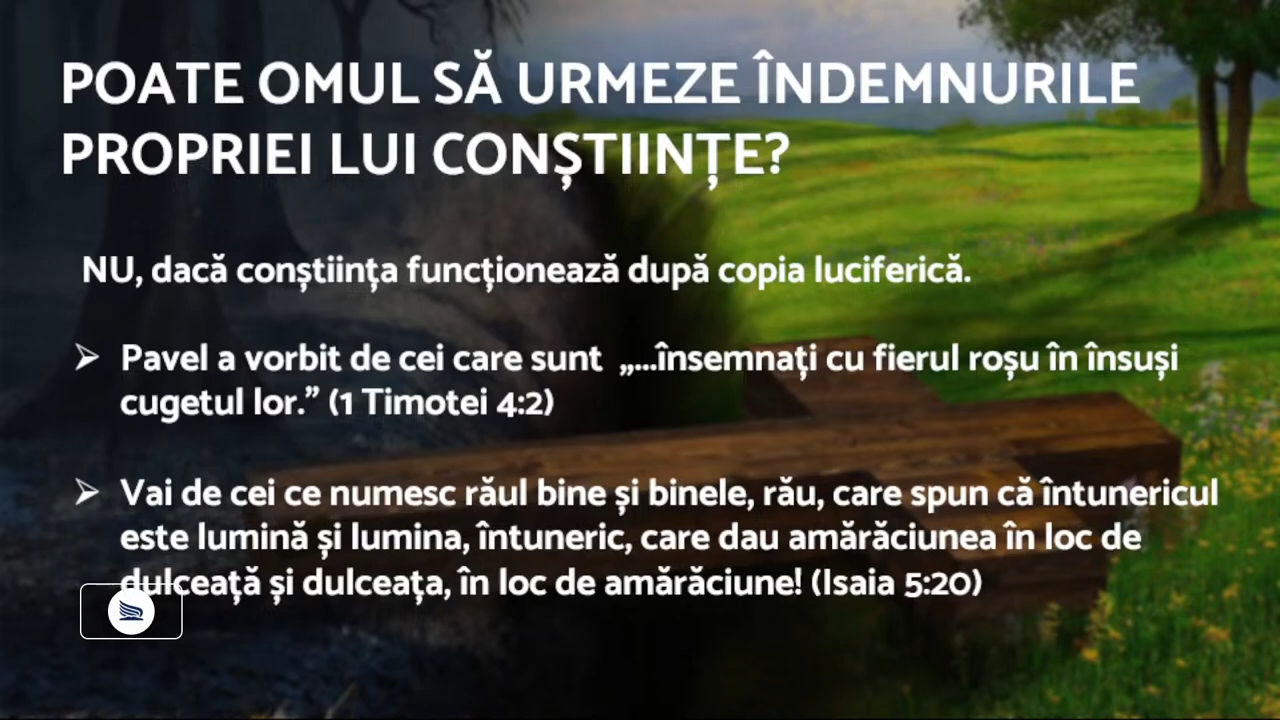 POATE OMUL SĂ URMEZE ÎNDEMNURILE
PROPRIEI LUI CONȘTIINȚE?
NU, dacă conștiința funcționează după copia luciferică.
Pavel a vorbit de cei care sunt „...însemnați cu fierul roșu în însuși
cugetul lor.” (1 Timotei 4:2)
Vai de cei ce numesc răul bine și binele, rău, care spun că întunericul
este lumină și lumina, întuneric, care dau amărăciunea în loc de
dulceață și dulceața, în loc de amărăciune! (Isaia 5:20)